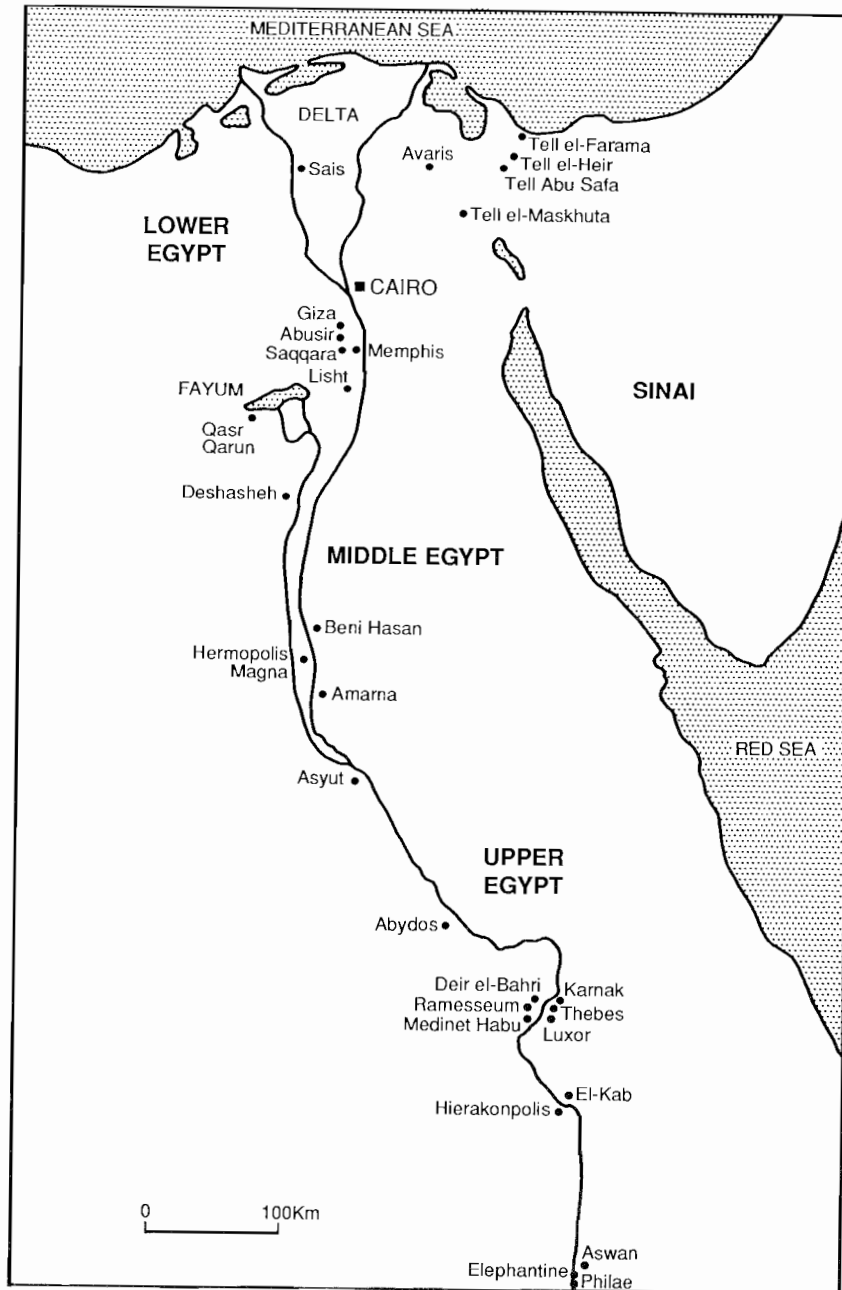 MEDITERRANEAN SEA
DELTA
Tell el-Farama
Avaris
Tell el-Heir
Sais
Tell Abu Safa
LOWER
EGYPT
Tell el-Maskhuta
CAIRO
Giza
Abusir
Saqqara
Memphis
Lisht
FAYUM
SINAI
Qasr
Qarun
Deshasheh
MIDDLE EGYPT
Beni Hasan
Hermopolis
Magna
Amarna
RED SEA
Asyut
UPPER
EGYPT
Abydos
Deir el-Bahri
Karnak
Ramesseum
Thebes
Medinet Habu
Luxor
El-Kab
Hierakonpolis
0 100Km
Aswan
Elephantine
Philae